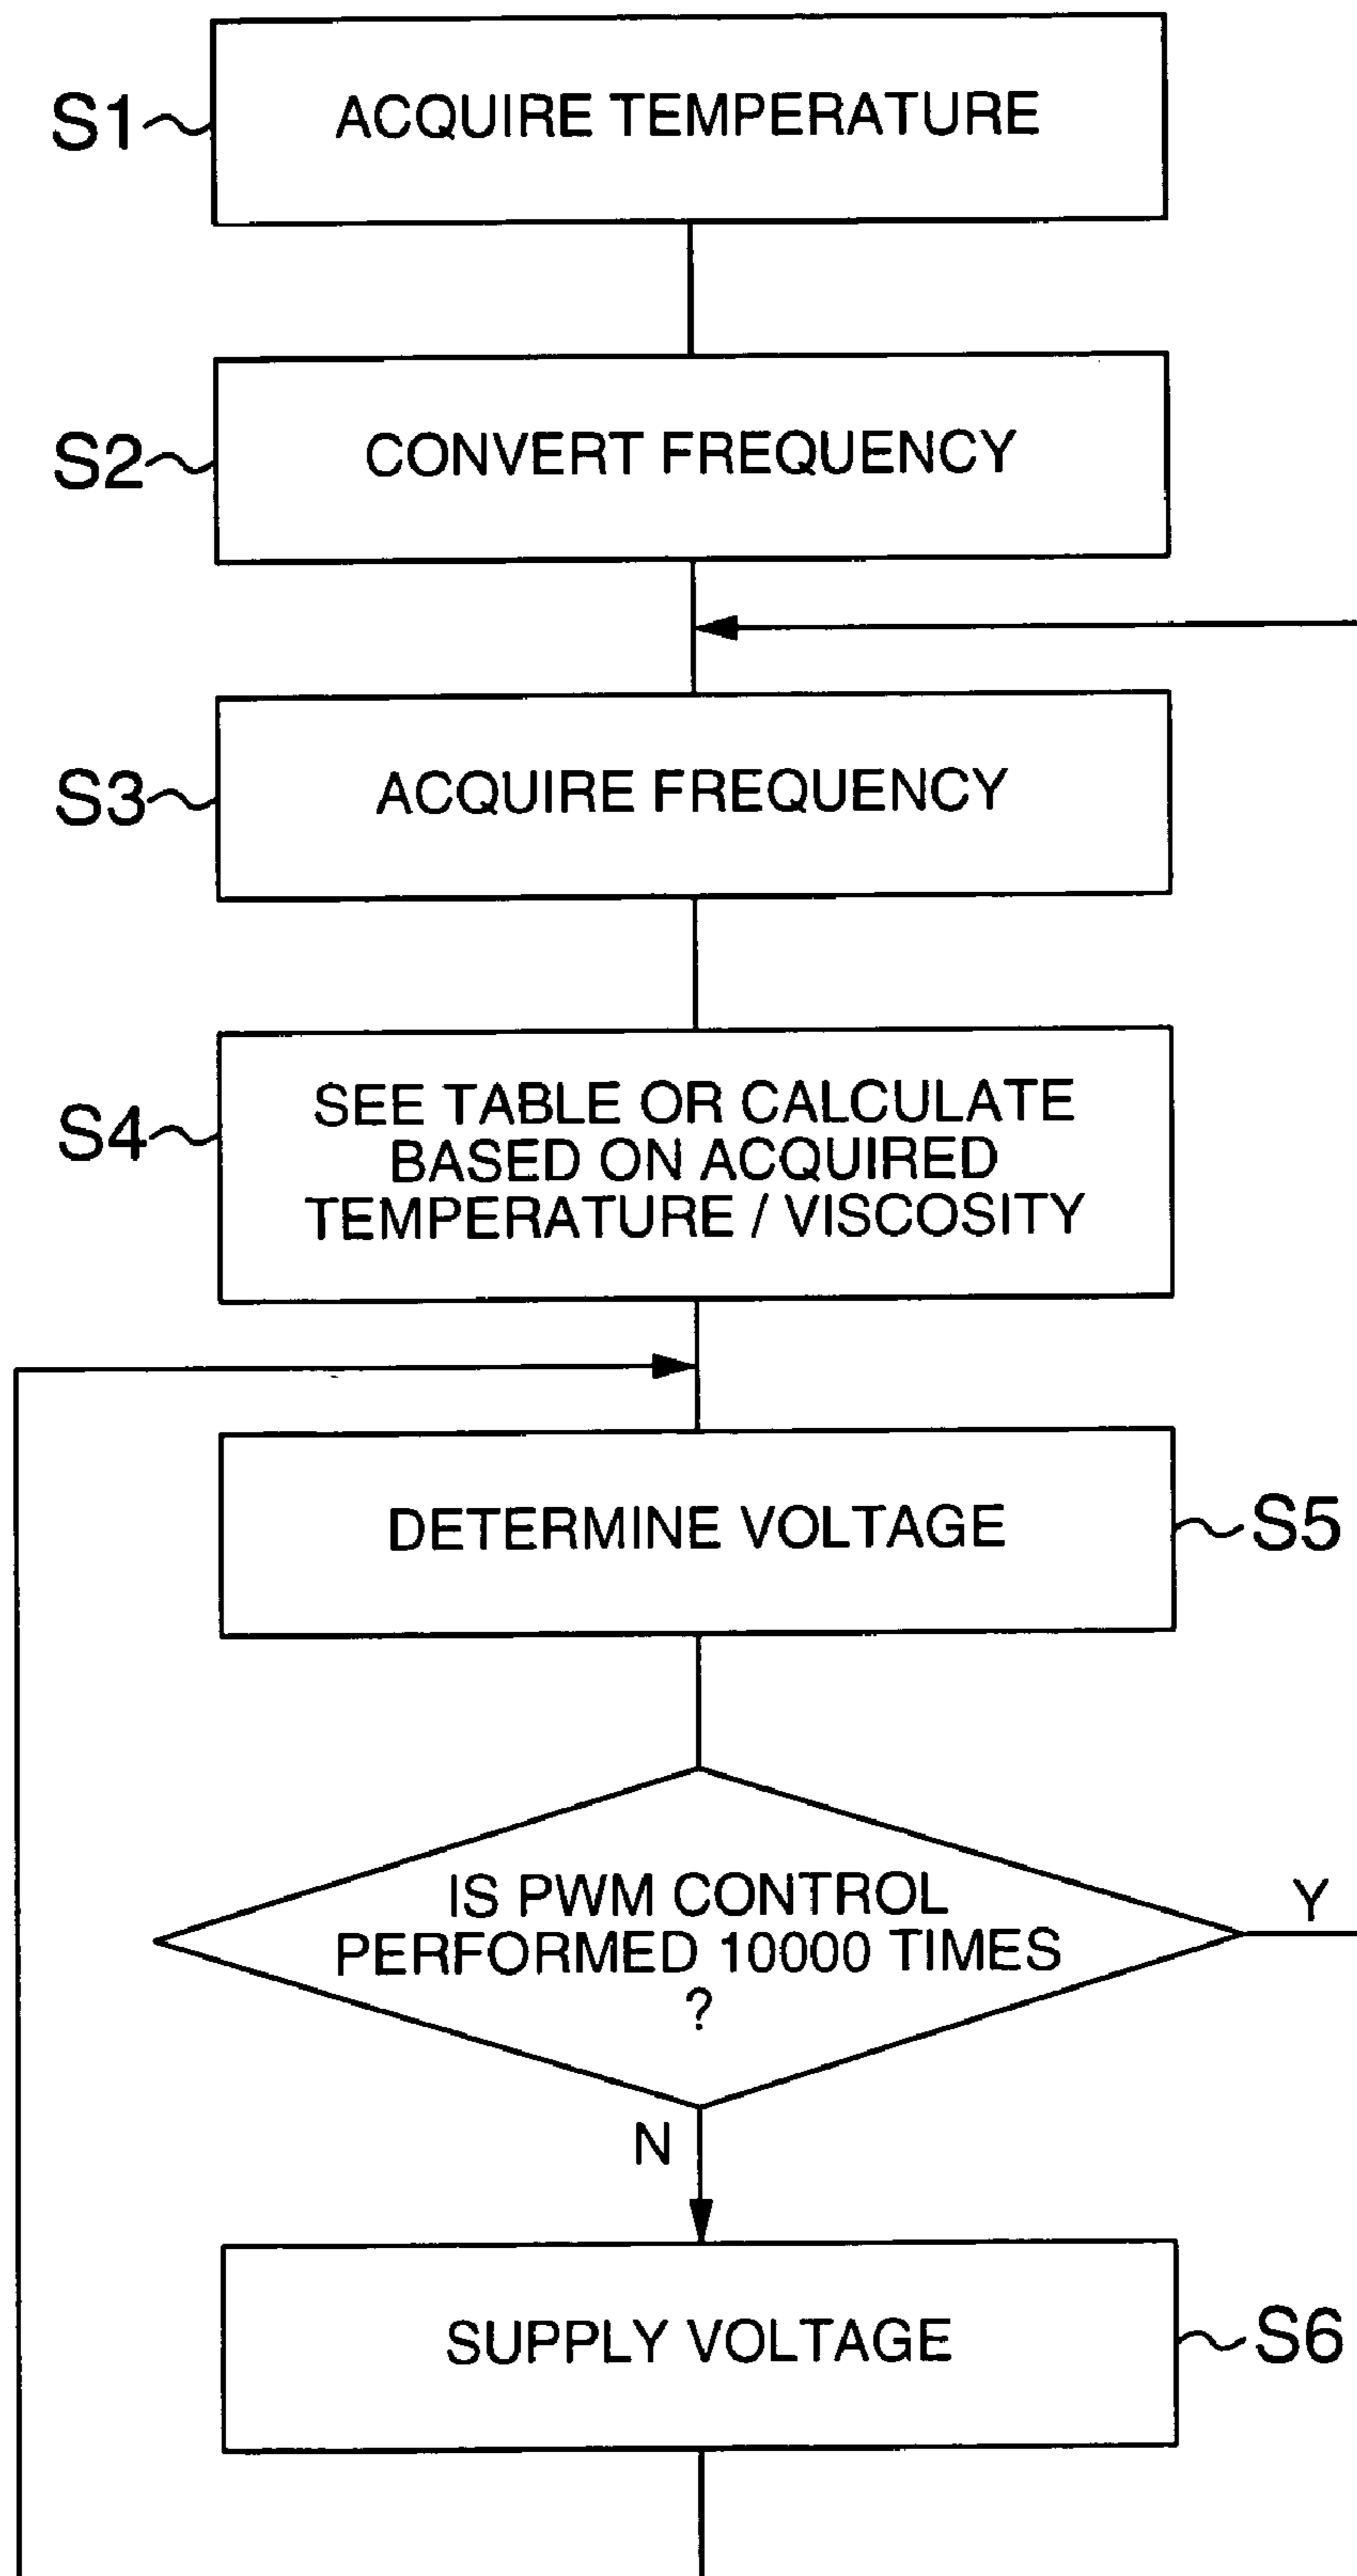 S1
ACQUIRE TEMPERATURE
S2
CONVERT FREQUENCY
S3
ACQUIRE FREQUENCY
S4
SEE TABLE OR CALCULATE
BASED ON ACQUIRED
TEMPERATURE / VISCOSITY
DETERMINE VOLTAGE
S5
IS PWM CONTROL
PERFORMED 10000 TIMES
?
Y
N
SUPPLY VOLTAGE
S6